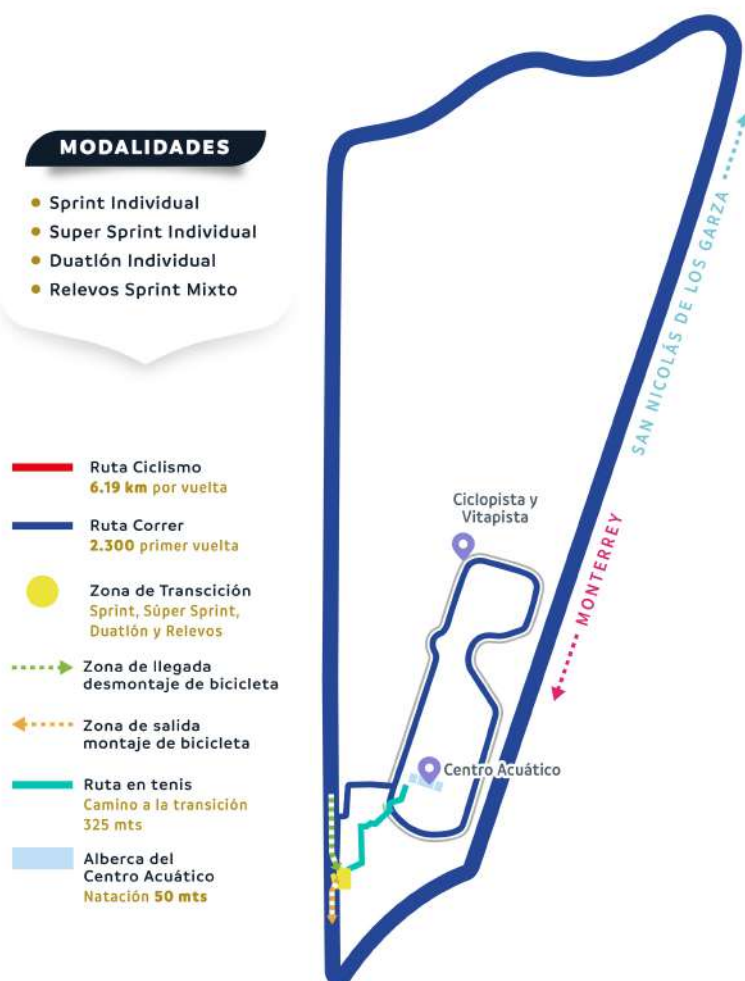 MODALIDADES
Sprint Individual
Super Sprint Individual
Duatlón Individual
Relevos Sprint Mixto
Ruta Ciclismo
6.19 km por vuelta
Ruta Correr
2.300 primer vuelta
Zona de Transcición
Sprint, Súper Sprint,
Duatlón y Relevos
Zona de llegada
desmontaje de bicicleta
Zona de salida
montaje de bicicleta
Ruta en tenis
Camino a la transición
325 mts
Alberca del
Centro Acuático
Natación 50 mts
SAN NICOLÁS DE LOS GARZA
MONTERREY
Ciclopista y
Vitapista
Centro Acuático